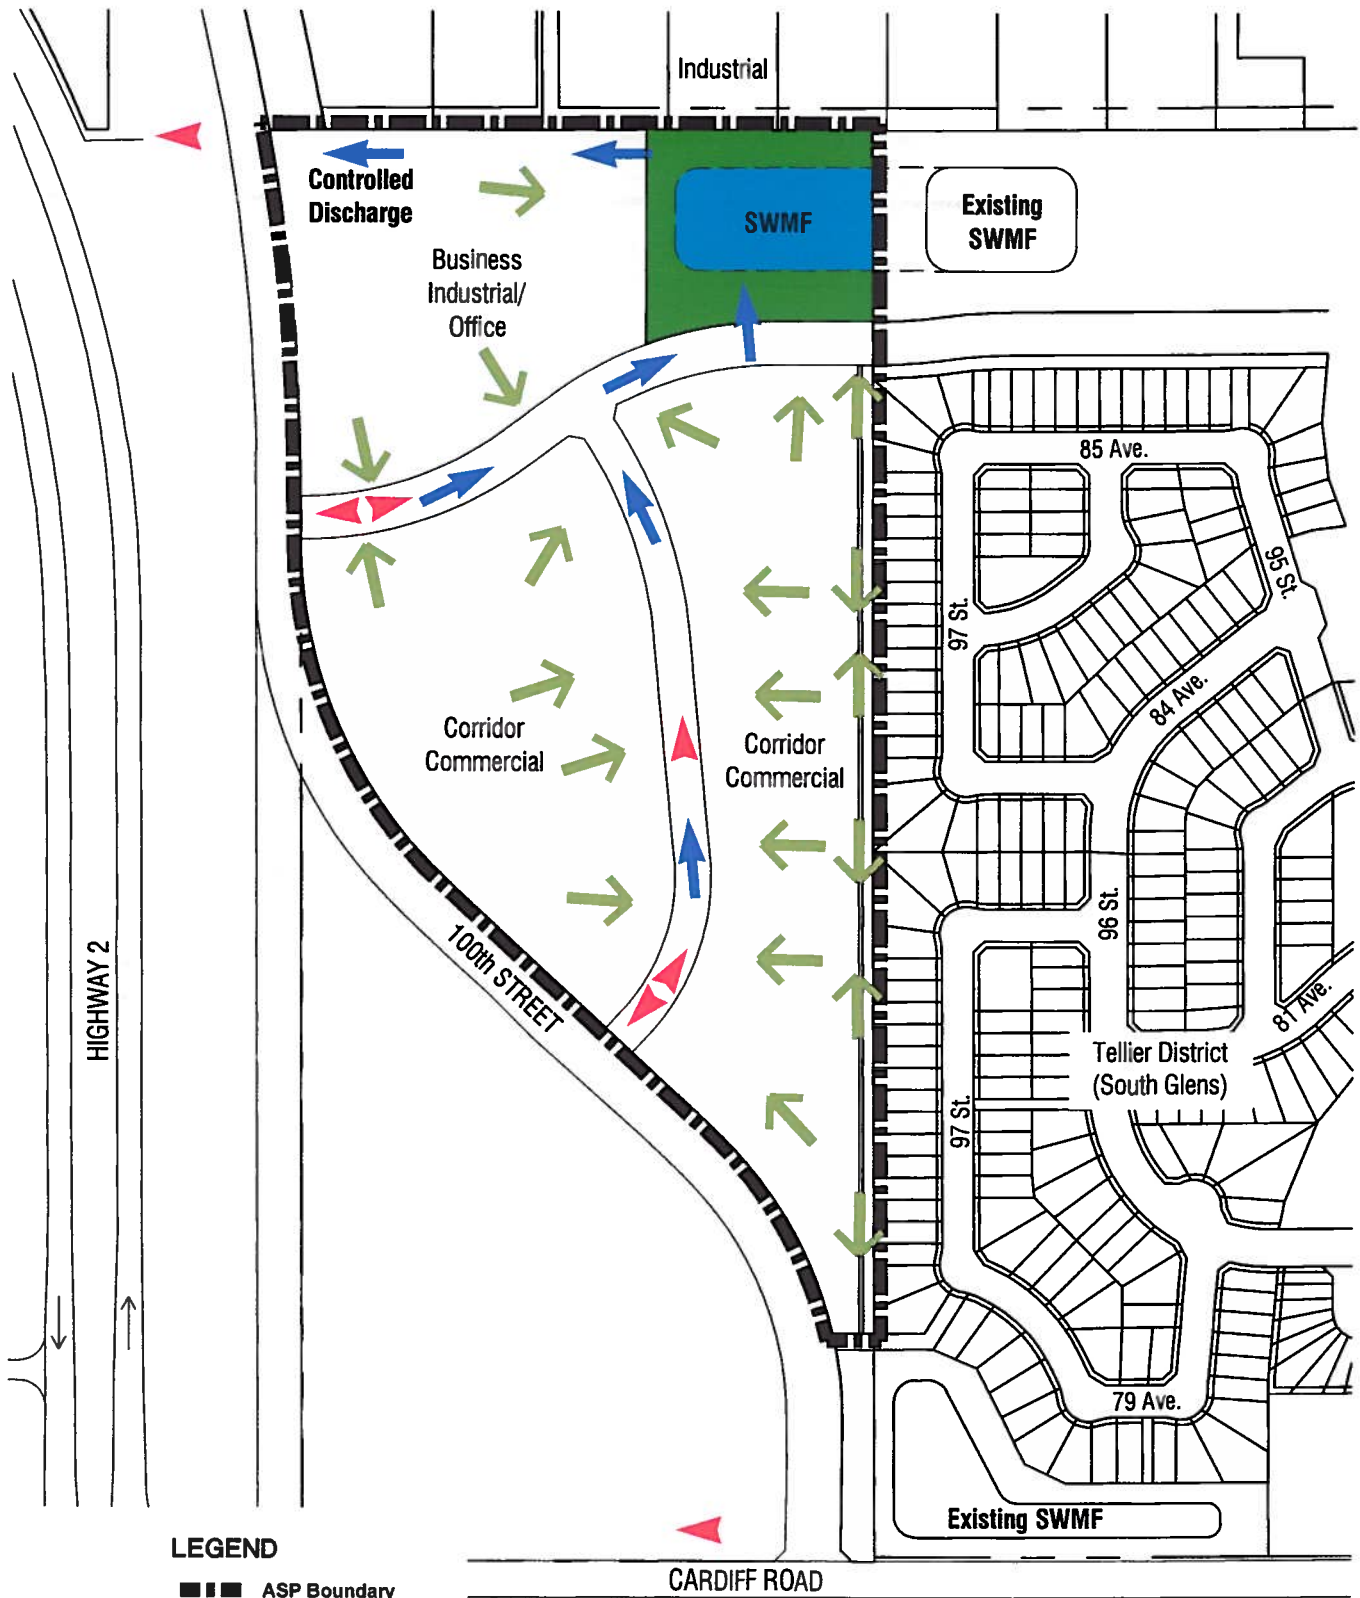 Industrial
Controlled
Discharge
SWMF
Existing
SWMF
Business
Industrial/
Office
85 Ave.
95 St.
97 St.
84 Ave.
Corridor
Commercial
Corridor
Commercial
96 St.
HIGHWAY 2
100th STREET
81 Ave.
Tellier District
(South Glens)
97 St.
79 Ave.
Existing SWMF
LEGEND
ASP Boundary
CARDIFF ROAD